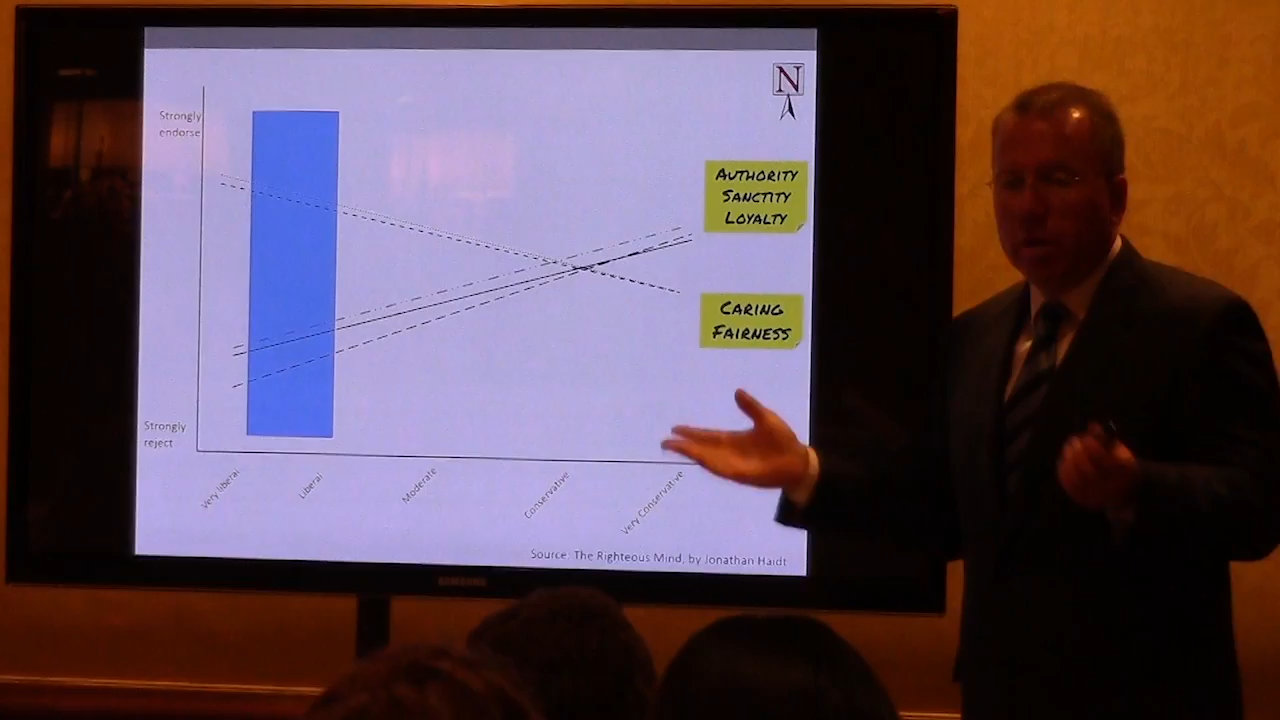 N
Strongly
endorse
AUTHORITY
SANCTITY
LOYALTY
CARING
FAIRNESS
Strongly
reject
Very liberal
Liberal
Moderate
Conservative
Very Conservative
Source: The Righteous Mind, by Jonathan Haidt
SAMSUNG